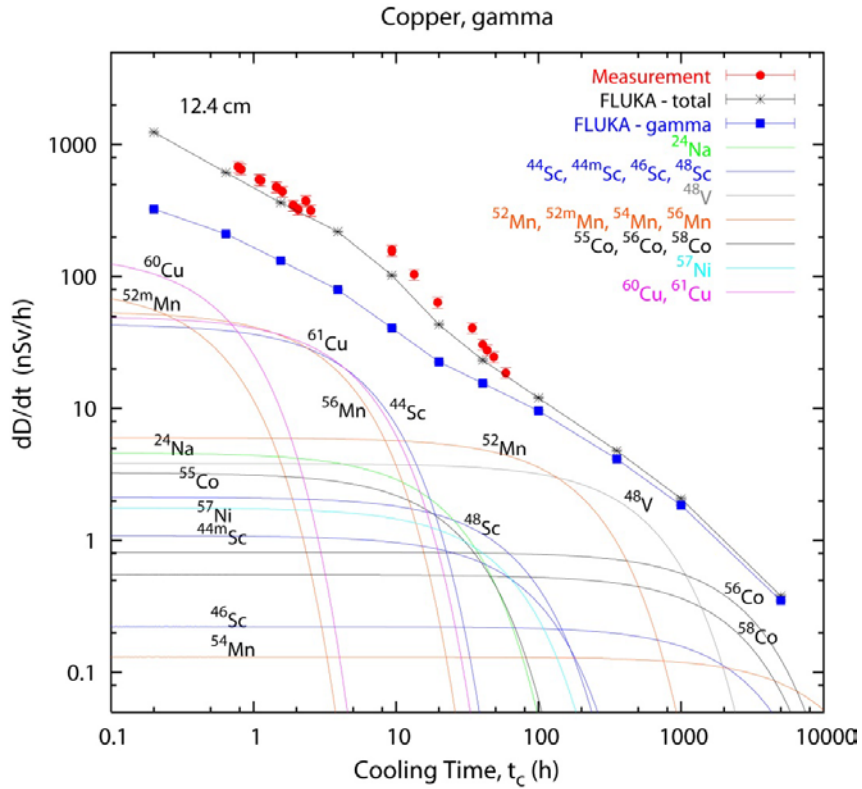 Copper, gamma
12.4 cm
Measurement
FLUKA - total
FLUKA - gamma
²⁴Na
⁴⁴Sc, ⁴⁴ᵐSc, ⁴⁶Sc, ⁴⁸Sc
⁴⁸V
⁵²Mn, ⁵²ᵐMn, ⁵⁴Mn, ⁵⁶Mn
⁵⁵Co, ⁵⁶Co, ⁵⁸Co
⁵⁷Ni
⁶⁰Cu, ⁶¹Cu
1000
100
10
1
0.1
dD/dt (nSv/h)
⁶⁰Cu
⁵²ᵐMn
⁶¹Cu
⁵⁶Mn
⁴⁴Sc
²⁴Na
⁵²Mn
⁵⁵Co
⁴⁸V
⁵⁷Ni
⁴⁸Sc
⁴⁴ᵐSc
⁵⁶Co
⁴⁶Sc
⁵⁸Co
⁵⁴Mn
0.1 1 10 100 1000 10000
Cooling Time, t_c (h)